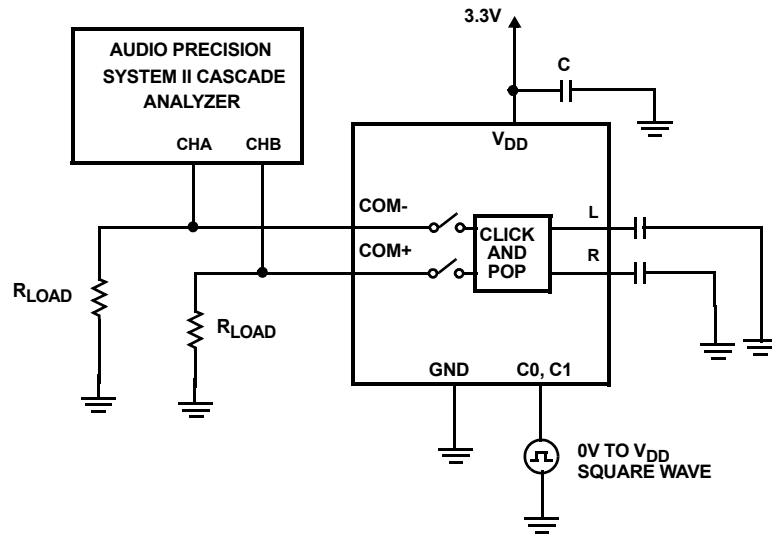 3.3V
AUDIO PRECISION
SYSTEM II CASCADE
ANALYZER
CHA CHB
C
VDD
COM-
COM+
CLICK
AND
POP
L
R
RLOAD
RLOAD
GND
C0, C1
0V TO VDD
SQUARE WAVE